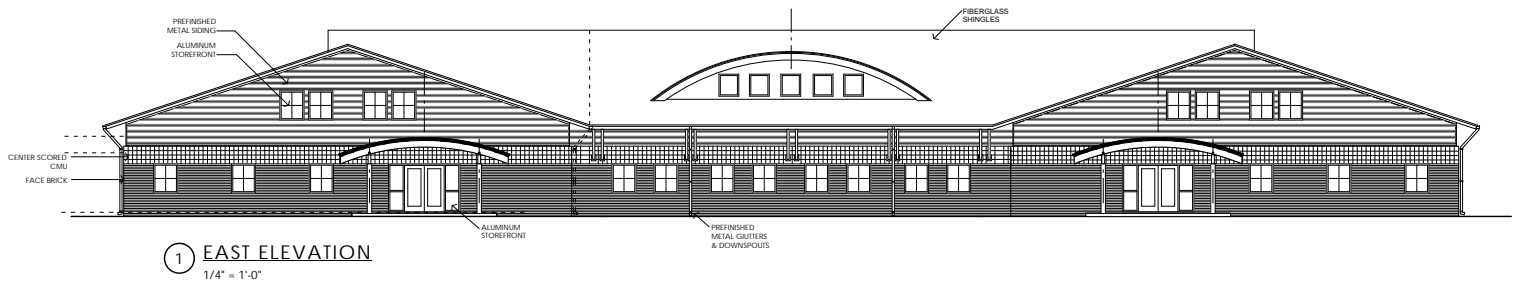 PREFINISHED
METAL SIDING
ALUMINUM
STOREFRONT
FIBERGLASS
SHINGLES
CENTER SCORED
CMU
FACE BRICK
ALUMINUM
STOREFRONT
PREFINISHED
METAL GIUTTERS
& DOWNSPOUTS
1
EAST ELEVATION
1/4" = 1'-0"